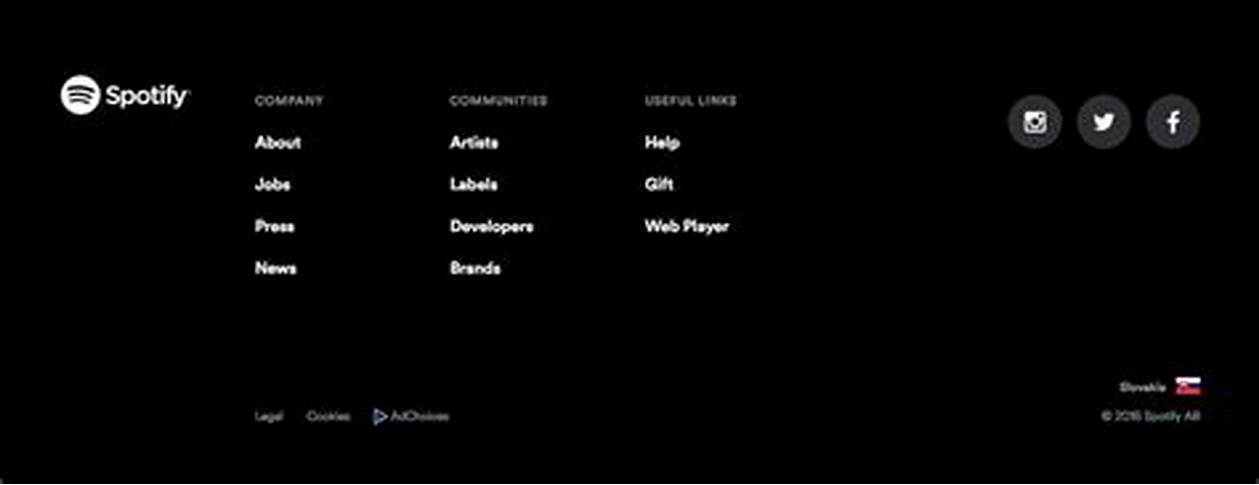 Spotify
COMPANY
About
Jobs
Press
News
COMMUNITIES
Artists
Labels
Developers
Brands
USEFUL LINKS
Help
Gift
Web Player
Slovakia
Legal Cookies AdChoices
© 2016 Spotify AB